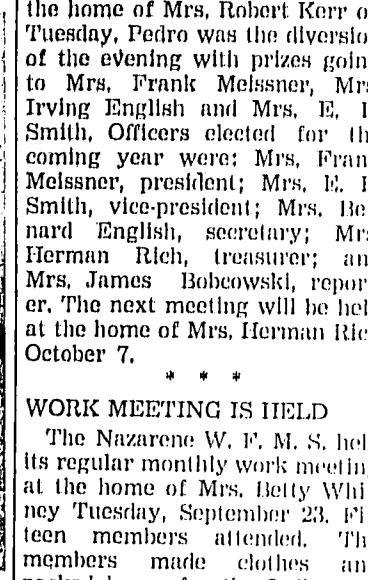 the home of Mrs. Robert Kerr o
Tuesday, Pedro was the diversio
of the evening with prizes goin
to Mrs. Frank Meissner, Mrs
Irving English and Mrs. E.
Smith, Officers elected for th
coming year were: Mrs. Fran
Meissner, president; Mrs. E.
Smith, vice-president; Mrs. Be
nard English, secretary; Mrs
Herman Rich, treasurer; an
Mrs. James Bobcowski, repor
er. The next meeting will be hel
at the home of Mrs. Herman Ric
October 7.
* * *
WORK MEETING IS HELD
The Nazarene W. F. M. S. hel
its regular monthly work meetin
at the home of Mrs. Betty Whi
ney Tuesday, September 23. Fi
teen members attended. Th
members made clothes an